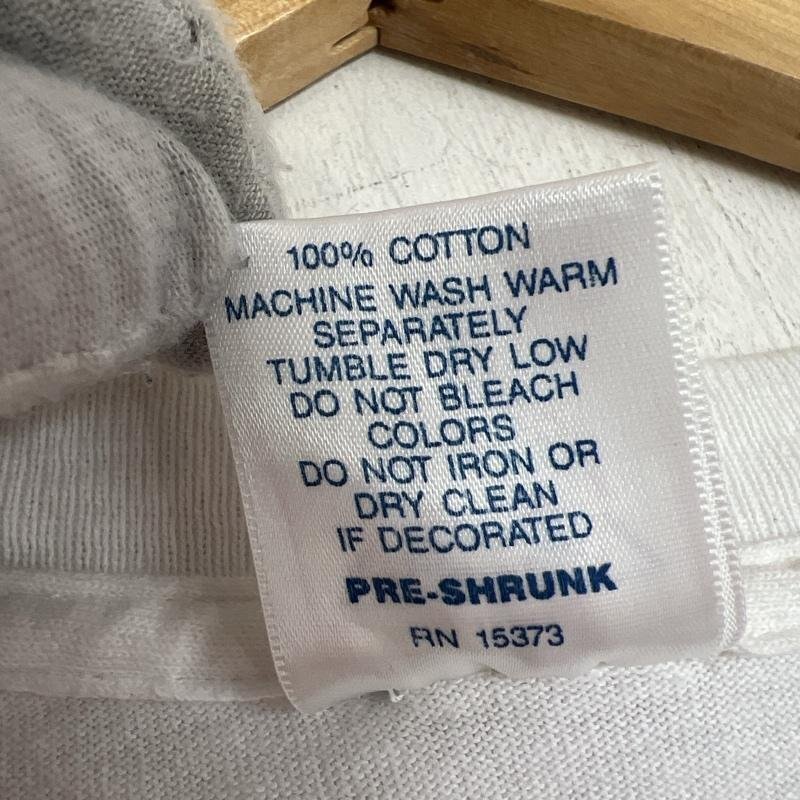 100% COTTON
MACHINE WASH WARM
SEPARATELY
TUMBLE DRY LOW
DO NOT BLEACH
COLORS
DO NOT IRON OR
DRY CLEAN
IF DECORATED
PRE-SHRUNK
RN 15373